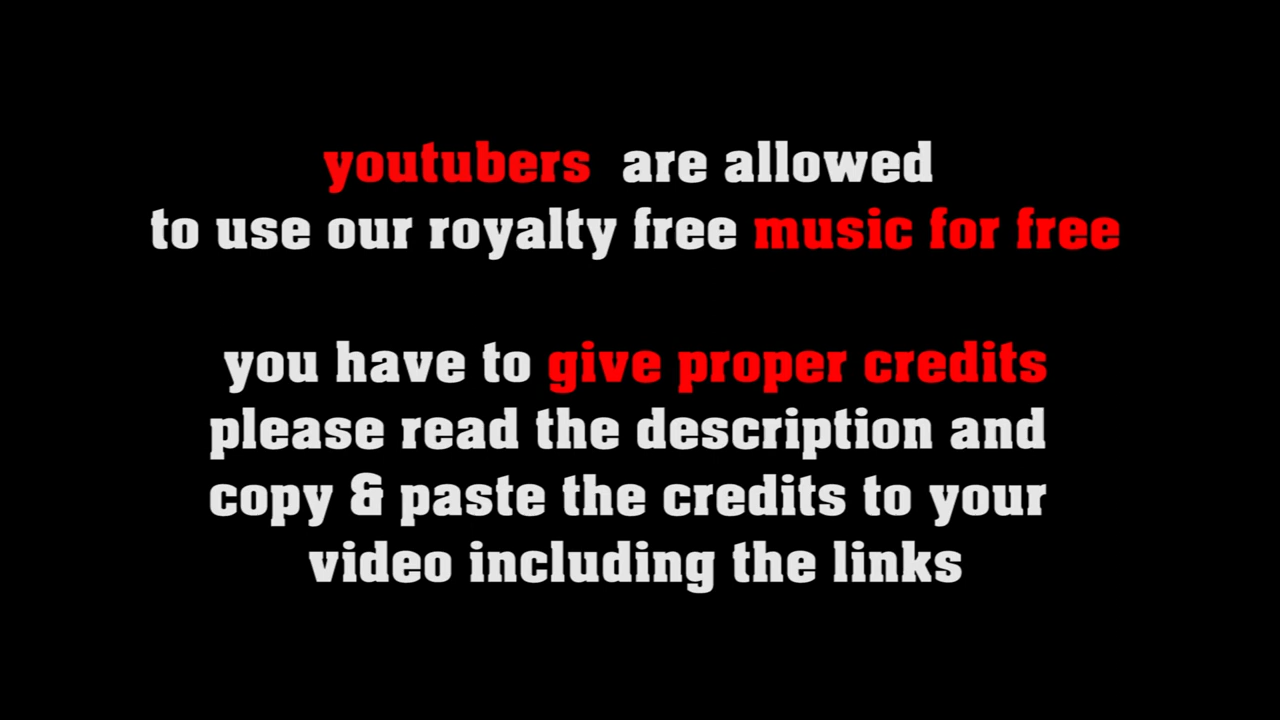 youtubers are allowed
to use our royalty free music for free
you have to give proper credits
please read the description and
copy & paste the credits to your
video including the links